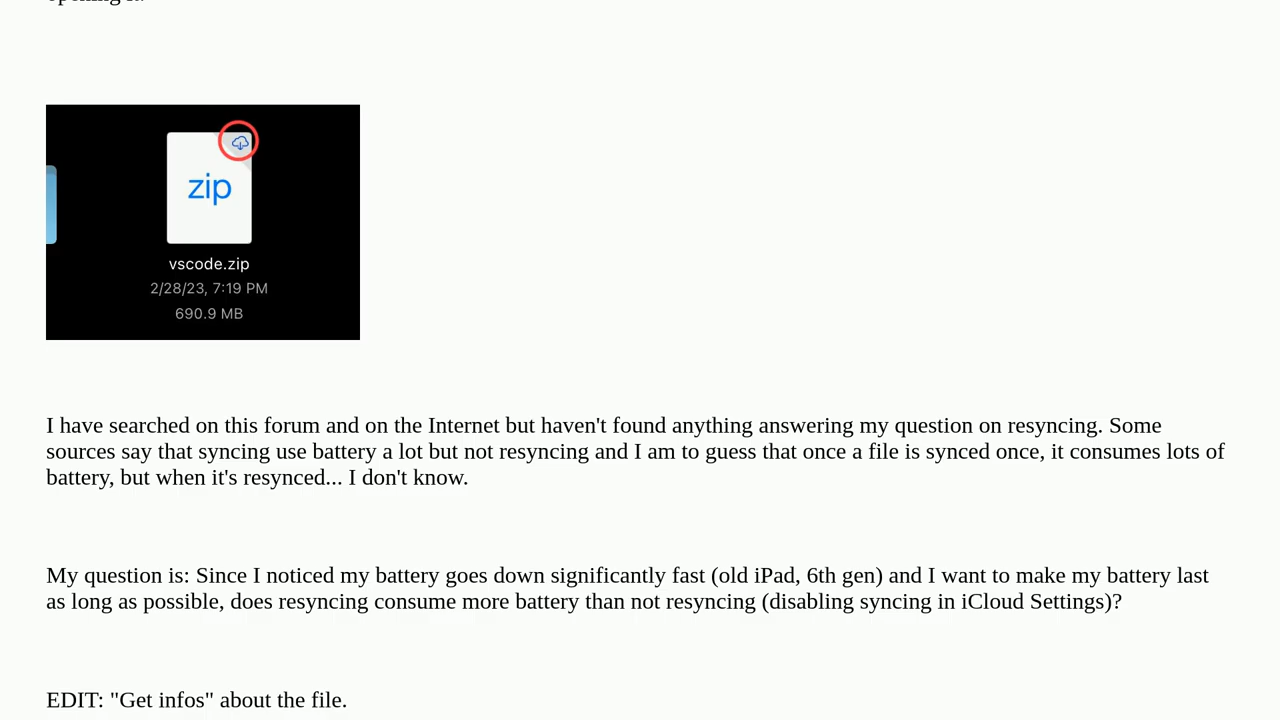 zip
vscode.zip
2/28/23, 7:19 PM
690.9 MB
I have searched on this forum and on the Internet but haven't found anything answering my question on resyncing. Some
sources say that syncing use battery a lot but not resyncing and I am to guess that once a file is synced once, it consumes lots of
battery, but when it's resynced... I don't know.
My question is: Since I noticed my battery goes down significantly fast (old iPad, 6th gen) and I want to make my battery last
as long as possible, does resyncing consume more battery than not resyncing (disabling syncing in iCloud Settings)?
EDIT: "Get infos" about the file.